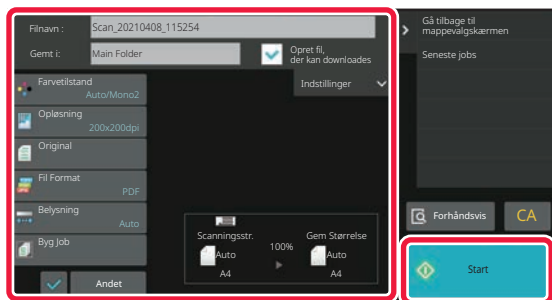 Filnavn :
Scan_20210408_115254
Gemt i:
Main Folder
Opret fil,
der kan downloades
Indstillinger
Farvetilstand
Auto/Mono2
Opløsning
200x200dpi
Original
Fil Format
PDF
Belysning
Auto
Byg Job
Andet
Scanningsstr.
Auto
A4
100%
Gem Størrelse
Auto
A4
Gå tilbage til
mappevalgskærmen
Seneste jobs
Forhåndsvis
CA
Start